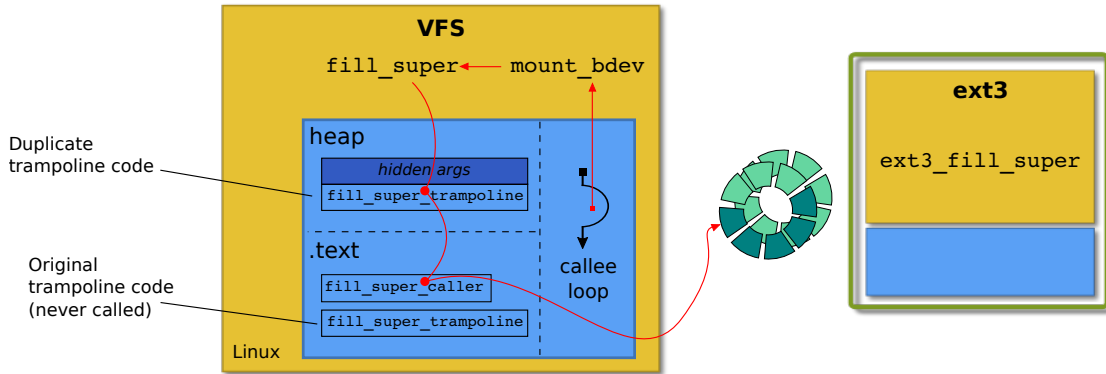 VFS
fill_super
mount_bdev
Duplicate
trampoline code
heap
hidden args
fill_super_trampoline
.text
Original
trampoline code
(never called)
fill_super_caller
fill_super_trampoline
callee
loop
Linux
ext3
ext3_fill_super